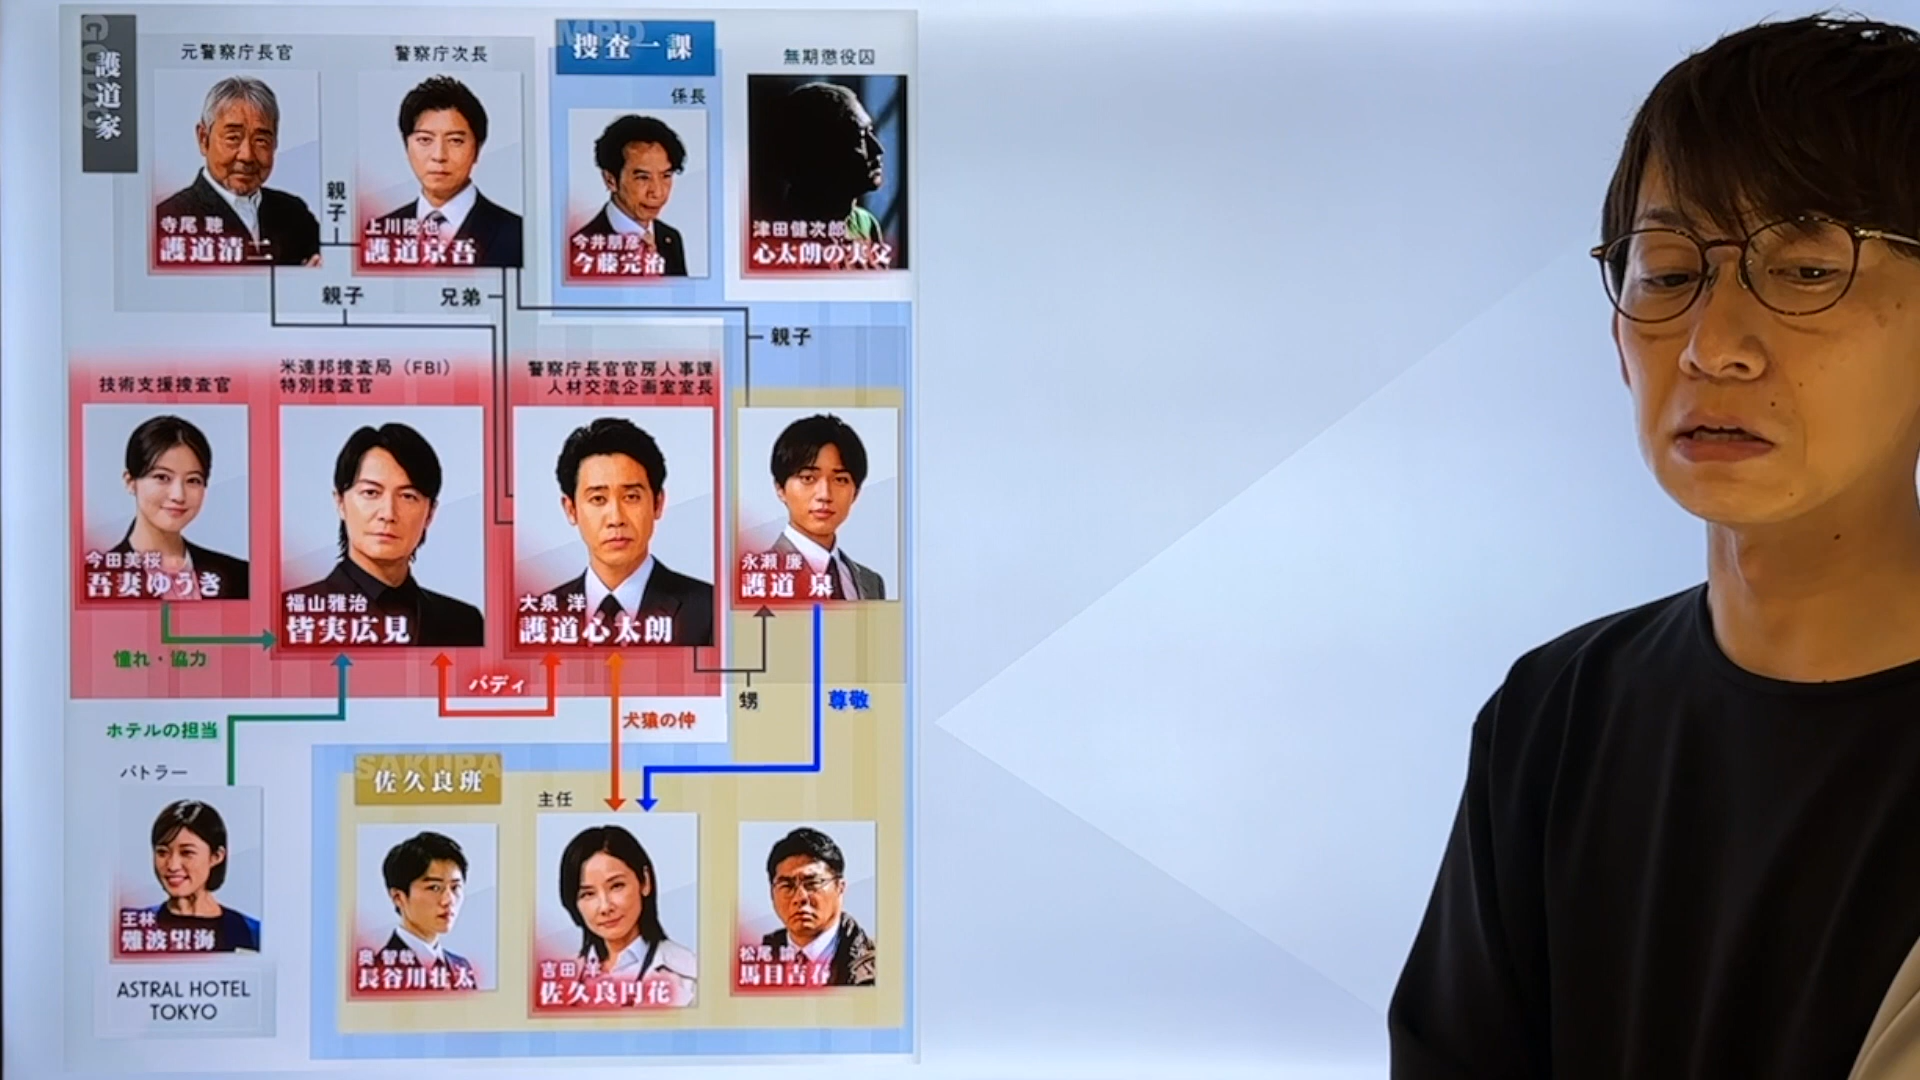 護道家
元警察庁長官
警察庁次長
捜査一課
係長
無期懲役囚
寺尾 聰
護道清二
親子
上川隆也
護道京吾
今井朋彦
今藤完治
津田健次郎
心太朗の実父
親子
兄弟
親子
技術支援捜査官
米連邦捜査局（FBI）
特別捜査官
警察庁長官官房人事課
人材交流企画室室長
今田美桜
吾妻ゆうき
福山雅治
皆実広見
大泉 洋
護道心太朗
永瀬 廉
護道 泉
憧れ・協力
バディ
甥
尊敬
ホテルの担当
犬猿の仲
バトラー
SAKURA
佐久良班
主任
王林
難波望海
奥 智哉
長谷川壮太
吉田 羊
佐久良円花
松尾 諭
馬目吉春
ASTRAL HOTEL
TOKYO